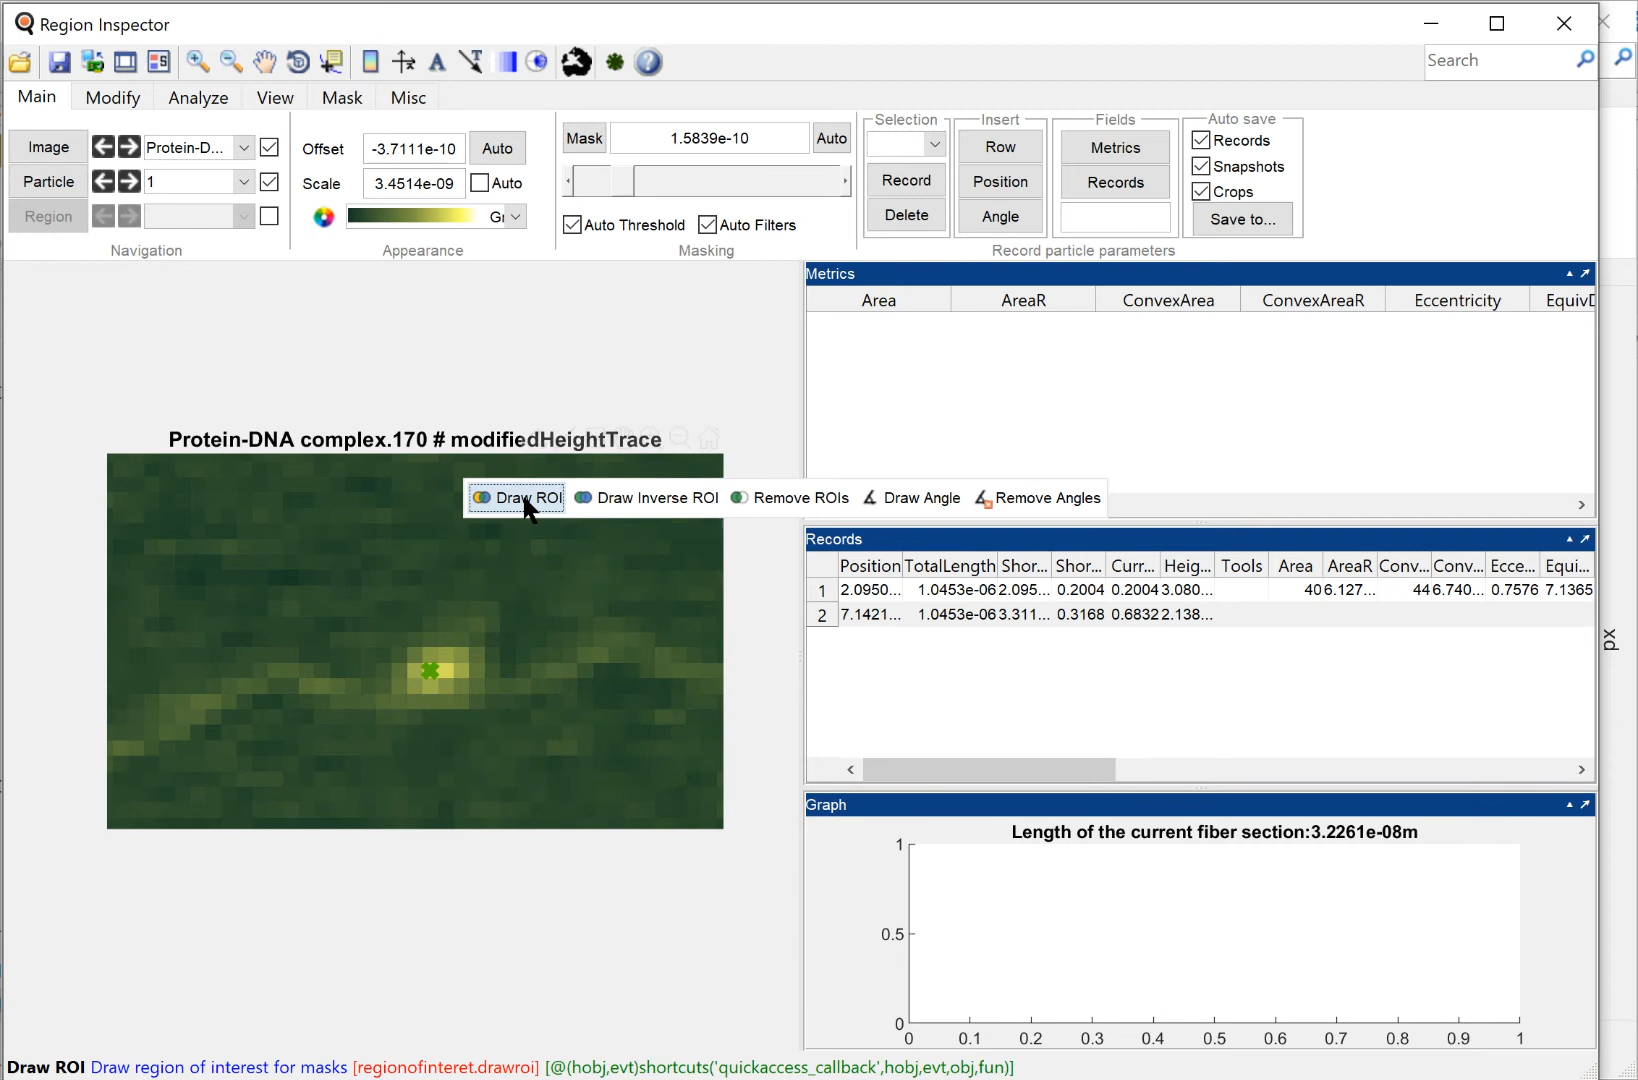 Region Inspector
Search
Main Modify Analyze View Mask Misc
Image Protein-D...
Particle 1
Region
Navigation
Offset -3.7111e-10 Auto
Scale 3.4514e-09 Auto
Appearance
Mask 1.5839e-10 Auto
Auto Threshold Auto Filters
Masking
Selection
Record
Delete
Insert
Row
Position
Angle
Fields
Metrics
Records
Auto save
Records
Snapshots
Crops
Save to...
Record particle parameters
Protein-DNA complex.170 # modifiedHeightTrace
Draw ROI Draw Inverse ROI Remove ROIs Draw Angle Remove Angles
Metrics
Area AreaR ConvexArea ConvexAreaR Eccentricity
Records
Position TotalLength Shor... Shor... Curr... Heig... Tools Area AreaR Conv... Conv... Ecce... Equi...
1 2.0950... 1.0453e-06 2.095... 0.2004 0.2004 3.080... 40 6.127... 44 6.740... 0.7576 7.1365
2 7.1421... 1.0453e-06 3.311... 0.3168 0.6832 2.138...
Graph
Length of the current fiber section:3.2261e-08m
1
0.5
0
0 0.1 0.2 0.3 0.4 0.5 0.6 0.7 0.8 0.9 1
px
Draw ROI Draw region of interest for masks [regionofinteret.drawroi] [@(hobj,evt)shortcuts('quickaccess_callback',hobj,evt,obj,fun)]